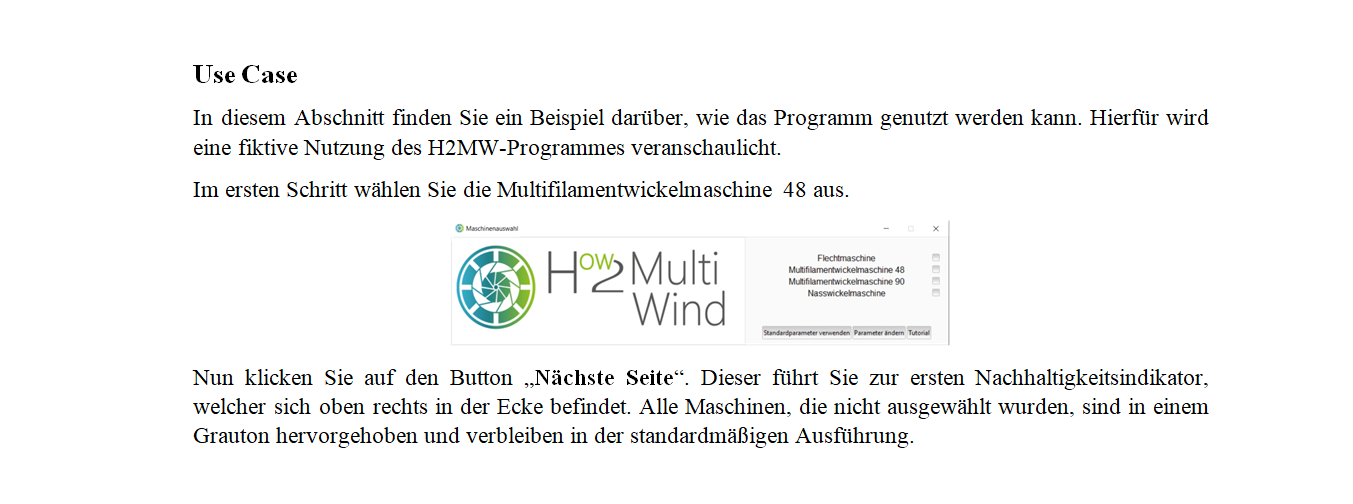 Use Case
In diesem Abschnitt finden Sie ein Beispiel darüber, wie das Programm genutzt werden kann. Hierfür wird
eine fiktive Nutzung des H2MW-Programmes veranschaulicht.
Im ersten Schritt wählen Sie die Multifilamentwickelmaschine 48 aus.
Maschinenauswahl
HOW2 Multi
Wind
Flechtmaschine
Multifilamentwickelmaschine 48
Multifilamentwickelmaschine 90
Nasswickelmaschine
Standardparameter verwenden Parameter ändern Tutorial
Nun klicken Sie auf den Button „Nächste Seite“. Dieser führt Sie zur ersten Nachhaltigkeitsindikator,
welcher sich oben rechts in der Ecke befindet. Alle Maschinen, die nicht ausgewählt wurden, sind in einem
Grauton hervorgehoben und verbleiben in der standardmäßigen Ausführung.